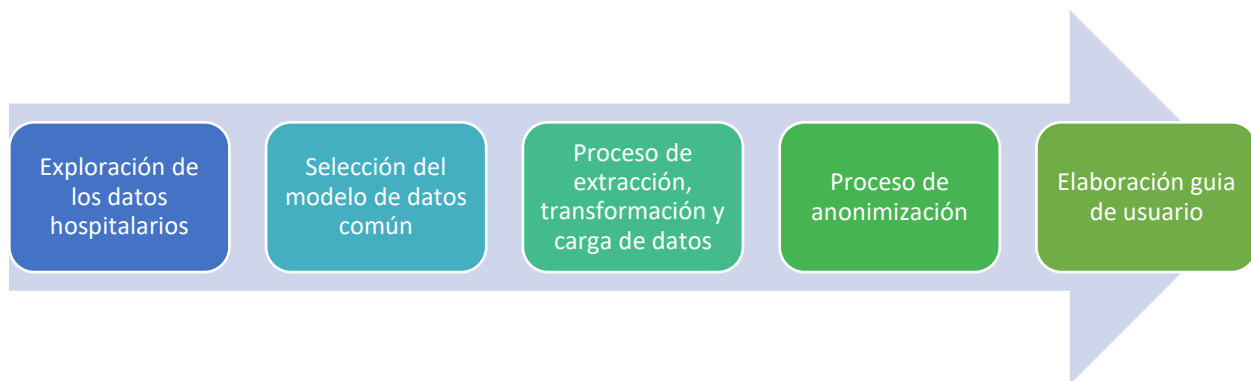 Exploración de
los datos
hospitalarios
Selección del
modelo de datos
común
Proceso de
extracción,
transformación y
carga de datos
Proceso de
anonimización
Elaboración guia
de usuario